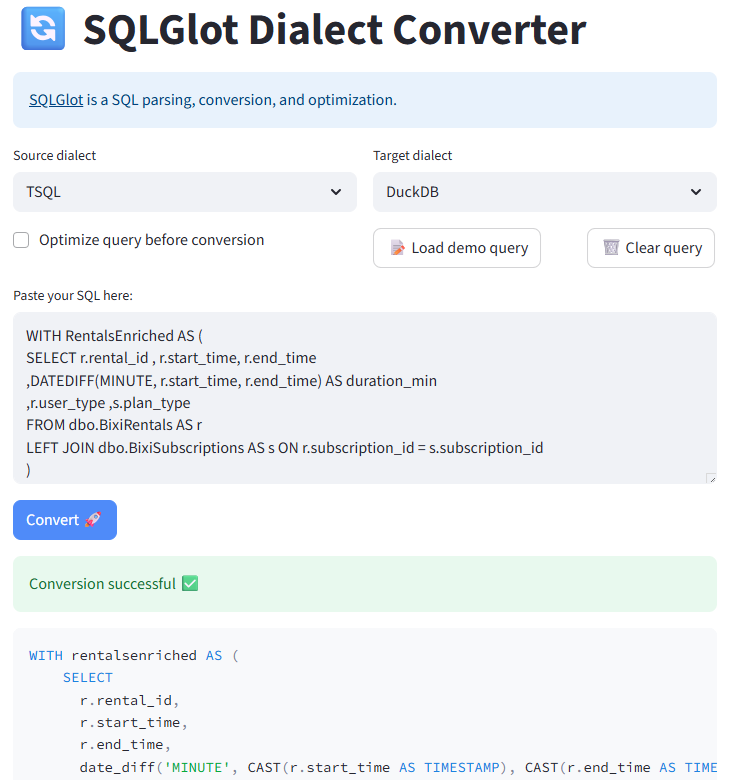 SQLGlot Dialect Converter
SQLGlot is a SQL parsing, conversion, and optimization.
Source dialect
Target dialect
TSQL
DuckDB
Optimize query before conversion
Load demo query
Clear query
Paste your SQL here:
WITH RentalsEnriched AS (
SELECT r.rental_id , r.start_time, r.end_time
,DATEDIFF(MINUTE, r.start_time, r.end_time) AS duration_min
,r.user_type ,s.plan_type
FROM dbo.BixiRentals AS r
LEFT JOIN dbo.BixiSubscriptions AS s ON r.subscription_id = s.subscription_id
)
Convert
Conversion successful
WITH rentalsenriched AS (
SELECT
r.rental_id,
r.start_time,
r.end_time,
date_diff('MINUTE', CAST(r.start_time AS TIMESTAMP), CAST(r.end_time AS TIME